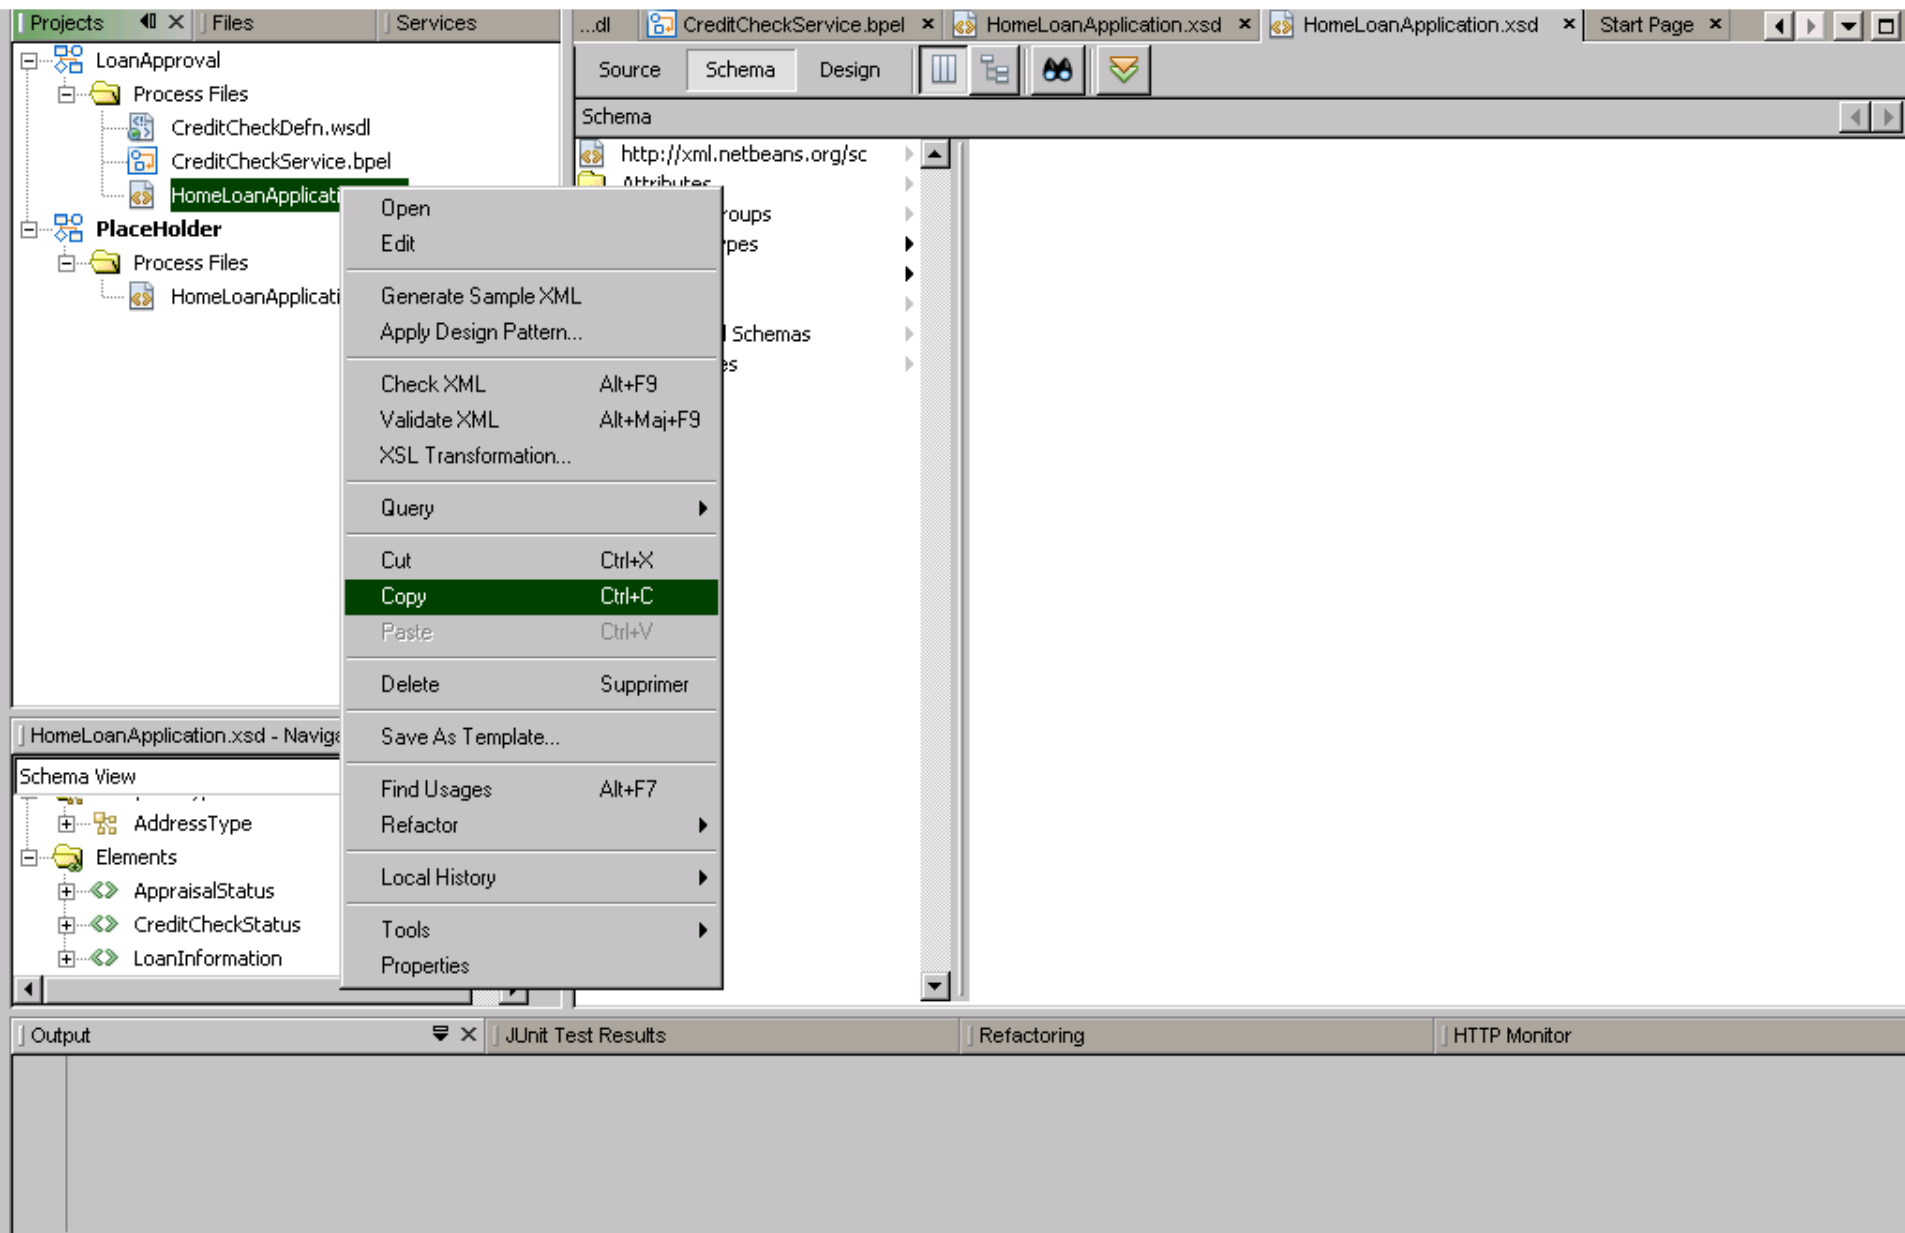 Projects
Files
Services
...dl
CreditCheckService.bpel
HomeLoanApplication.xsd
HomeLoanApplication.xsd
Start Page
LoanApproval
Process Files
CreditCheckDefn.wsdl
CreditCheckService.bpel
HomeLoanApplicati
PlaceHolder
Process Files
HomeLoanApplicati
Source
Schema
Design
Schema
http://xml.netbeans.org/sc
Attributes
roups
pes
Schemas
es
Open
Edit
Generate Sample XML
Apply Design Pattern...
Check XML Alt+F9
Validate XML Alt+Maj+F9
XSL Transformation...
Query
Cut Ctrl+X
Copy Ctrl+C
Paste Ctrl+V
Delete Supprimer
Save As Template...
Find Usages Alt+F7
Refactor
Local History
Tools
Properties
HomeLoanApplication.xsd - Naviga
Schema View
AddressType
Elements
AppraisalStatus
CreditCheckStatus
LoanInformation
Output
JUnit Test Results
Refactoring
HTTP Monitor